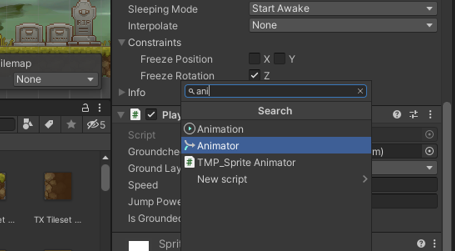 Sleeping Mode
Start Awake
Interpolate
None
Constraints
Freeze Position
X
Y
Freeze Rotation
Z
Info
ilemap
None
5
ani
Search
Animation
Animator
TMP_Sprite Animator
New script
Play
Script
Groundche
m)
Ground Lay
Speed
Jump Powe
Is Grounded
Sprit
TX Tileset ...